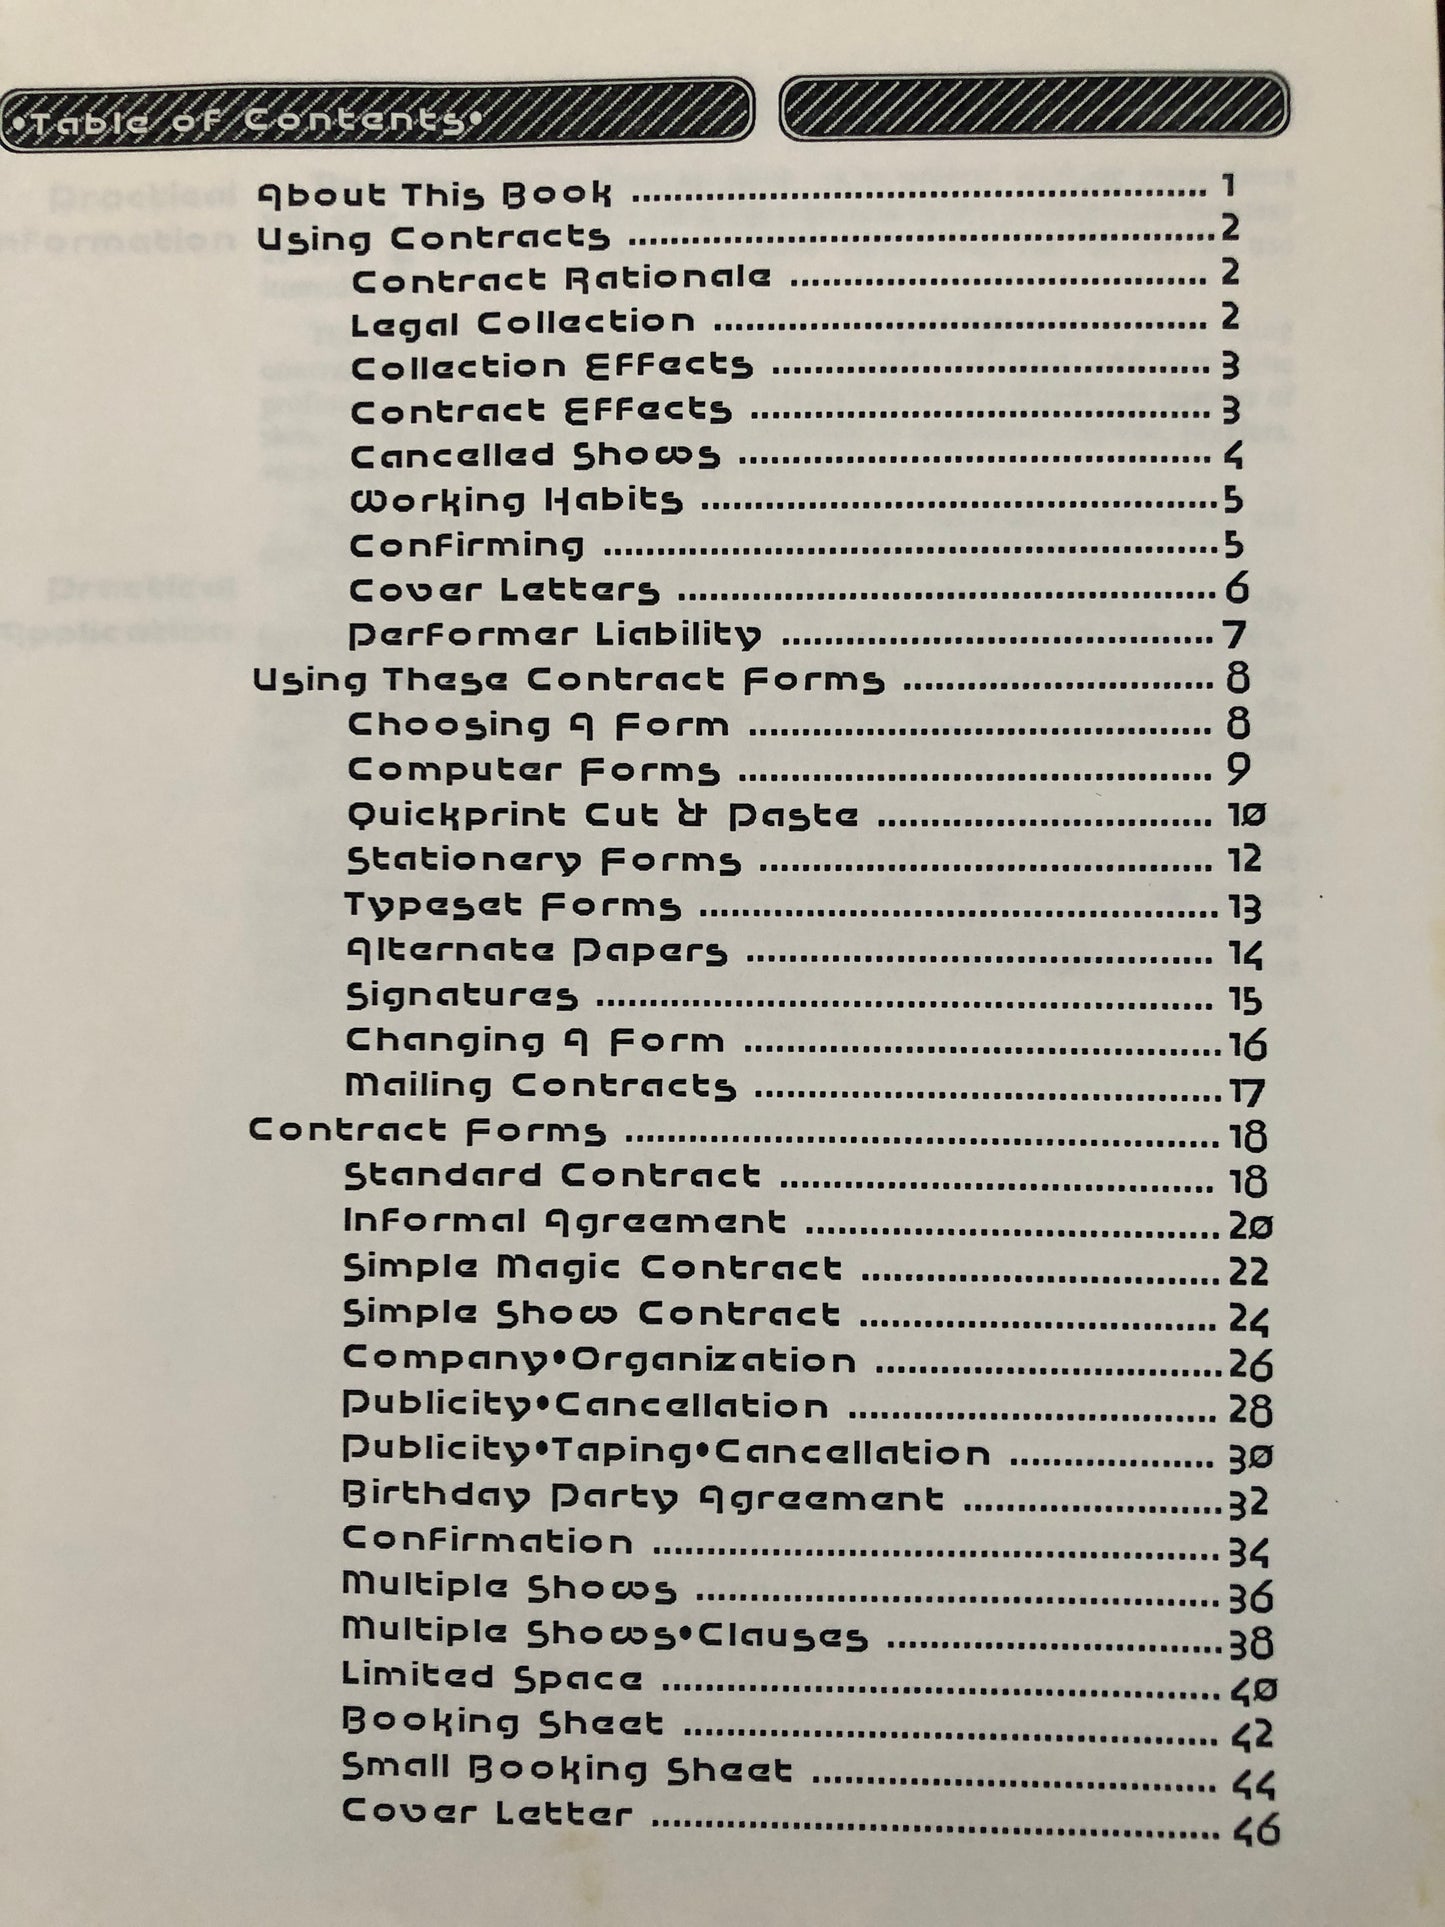 •Table of Contents•
About This Book ................................ 1
Using Contracts ................................ 2
Contract Rationale ................................ 2
Legal Collection ................................ 2
Collection Effects ................................ 3
Contract Effects ................................ 3
Cancelled Shows ................................ 4
Working Habits ................................ 5
Confirming ................................ 5
Cover Letters ................................ 6
Performer Liability ................................ 7
Using These Contract Forms ................................ 8
Choosing A Form ................................ 8
Computer Forms ................................ 9
Quickprint Cut & Paste ................................ 10
Stationery Forms ................................ 12
Typeset Forms ................................ 13
Alternate Papers ................................ 14
Signatures ................................ 15
Changing A Form ................................ 16
Mailing Contracts ................................ 17
Contract Forms ................................ 18
Standard Contract ................................ 18
Informal Agreement ................................ 20
Simple Magic Contract ................................ 22
Simple Show Contract ................................ 24
Company•Organization ................................ 26
Publicity•Cancellation ................................ 28
Publicity•Taping•Cancellation ................................ 30
Birthday Party Agreement ................................ 32
Confirmation ................................ 34
Multiple Shows ................................ 36
Multiple Shows•Clauses ................................ 38
Limited Space ................................ 40
Booking Sheet ................................ 42
Small Booking Sheet ................................ 44
Cover Letter ................................ 46